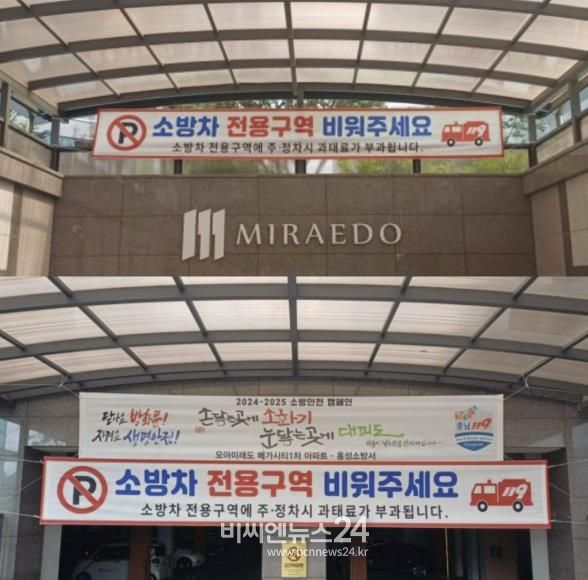 소방차 전용구역 비워주세요 119
소방차 전용구역에 주·정차시 과태료가 부과됩니다.
MIRAEDO
2024-2025 소방안전 캠페인
닫아요 방화문!
지켜요 생명안전!
손닿는곳에 소화기
눈닿는곳에 대피도
충남 119
모아미래도 메가시티1차 아파트 · 홍성소방서
소방차 전용구역 비워주세요 119
소방차 전용구역에 주·정차시 과태료가 부과됩니다.
비씨엔뉴스24
www.bcnnews24.kr